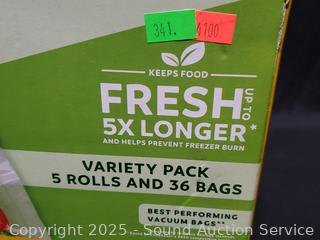 341. 4100
KEEPS FOOD
FRESH UP TO
5X LONGER*
AND HELPS PREVENT FREEZER BURN
VARIETY PACK
5 ROLLS AND 36 BAGS
BEST PERFORMING
VACUUM BAGS**
Copyright 2025 - Sound Auction Service